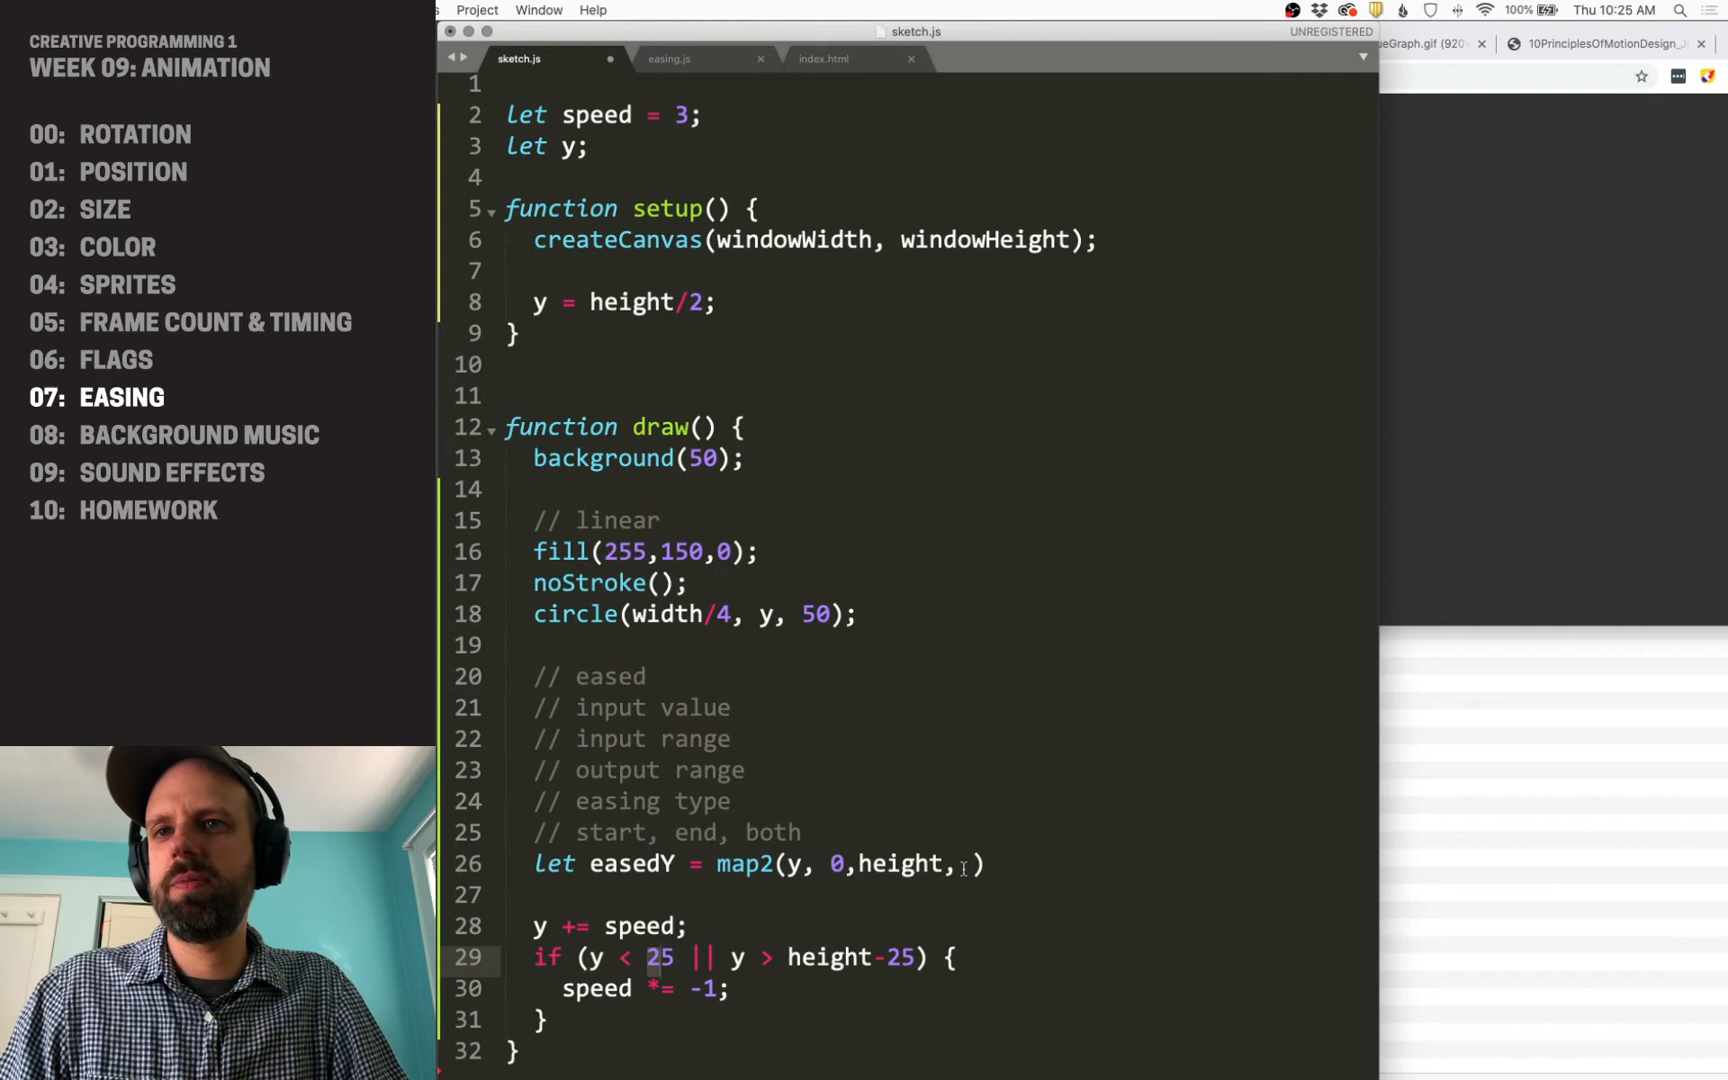 CREATIVE PROGRAMMING 1
WEEK 09: ANIMATION
00: ROTATION
01: POSITION
02: SIZE
03: COLOR
04: SPRITES
05: FRAME COUNT & TIMING
06: FLAGS
07: EASING
08: BACKGROUND MUSIC
09: SOUND EFFECTS
10: HOMEWORK
Project Window Help
100% Thu 10:25 AM
sketch.js
UNREGISTERED
sketch.js easing.js index.html
ueGraph.gif (920 10PrinciplesOfMotionDesign_J
1
2 let speed = 3;
3 let y;
4
5 function setup() {
6 createCanvas(windowWidth, windowHeight);
7
8 y = height/2;
9 }
10
11
12 function draw() {
13 background(50);
14
15 // linear
16 fill(255,150,0);
17 noStroke();
18 circle(width/4, y, 50);
19
20 // eased
21 // input value
22 // input range
23 // output range
24 // easing type
25 // start, end, both
26 let easedY = map2(y, 0,height, )
27
28 y += speed;
29 if (y < 25 || y > height-25) {
30 speed *= -1;
31 }
32 }